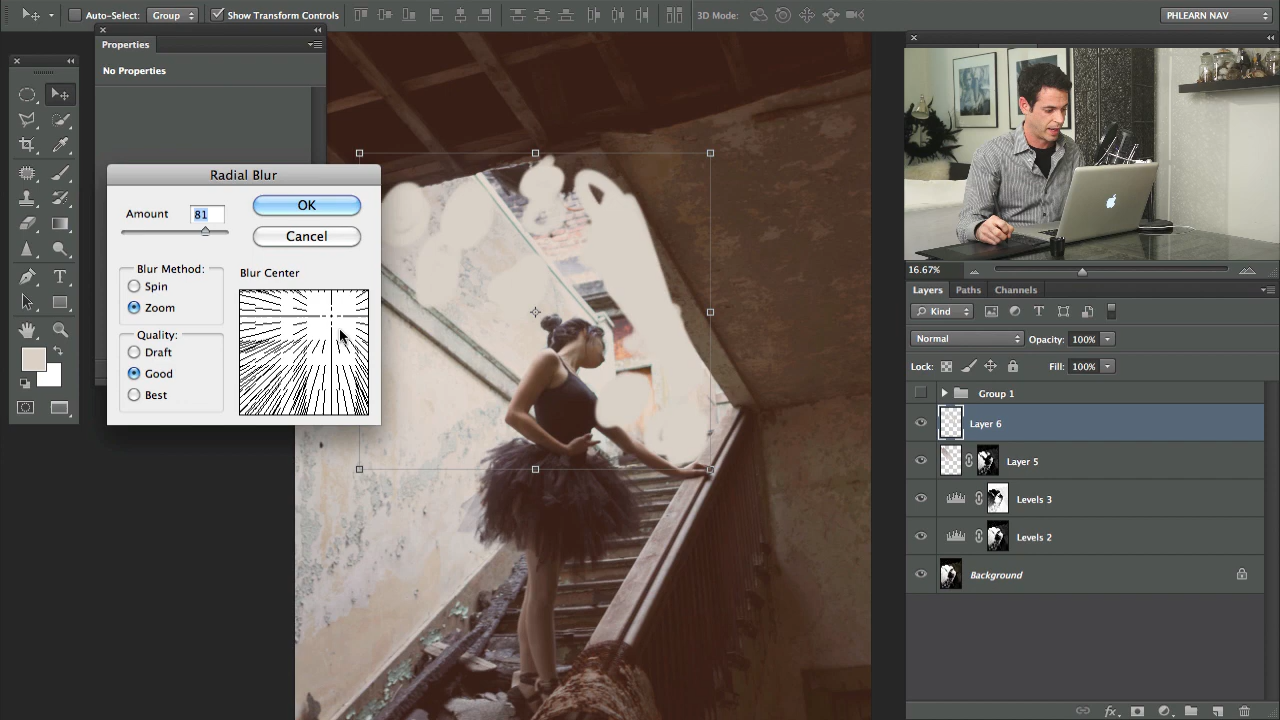 Auto-Select: Group Show Transform Controls 3D Mode: PHLEARN NAV
Properties
No Properties
Radial Blur
Amount 81 OK
Cancel
Blur Method: Blur Center
Spin
Zoom
Quality:
Draft
Good
Best
T
16.67%
Layers Paths Channels
Kind T
Normal Opacity: 100%
Lock: Fill: 100%
Group 1
Layer 6
Layer 5
Levels 3
Levels 2
Background
fx